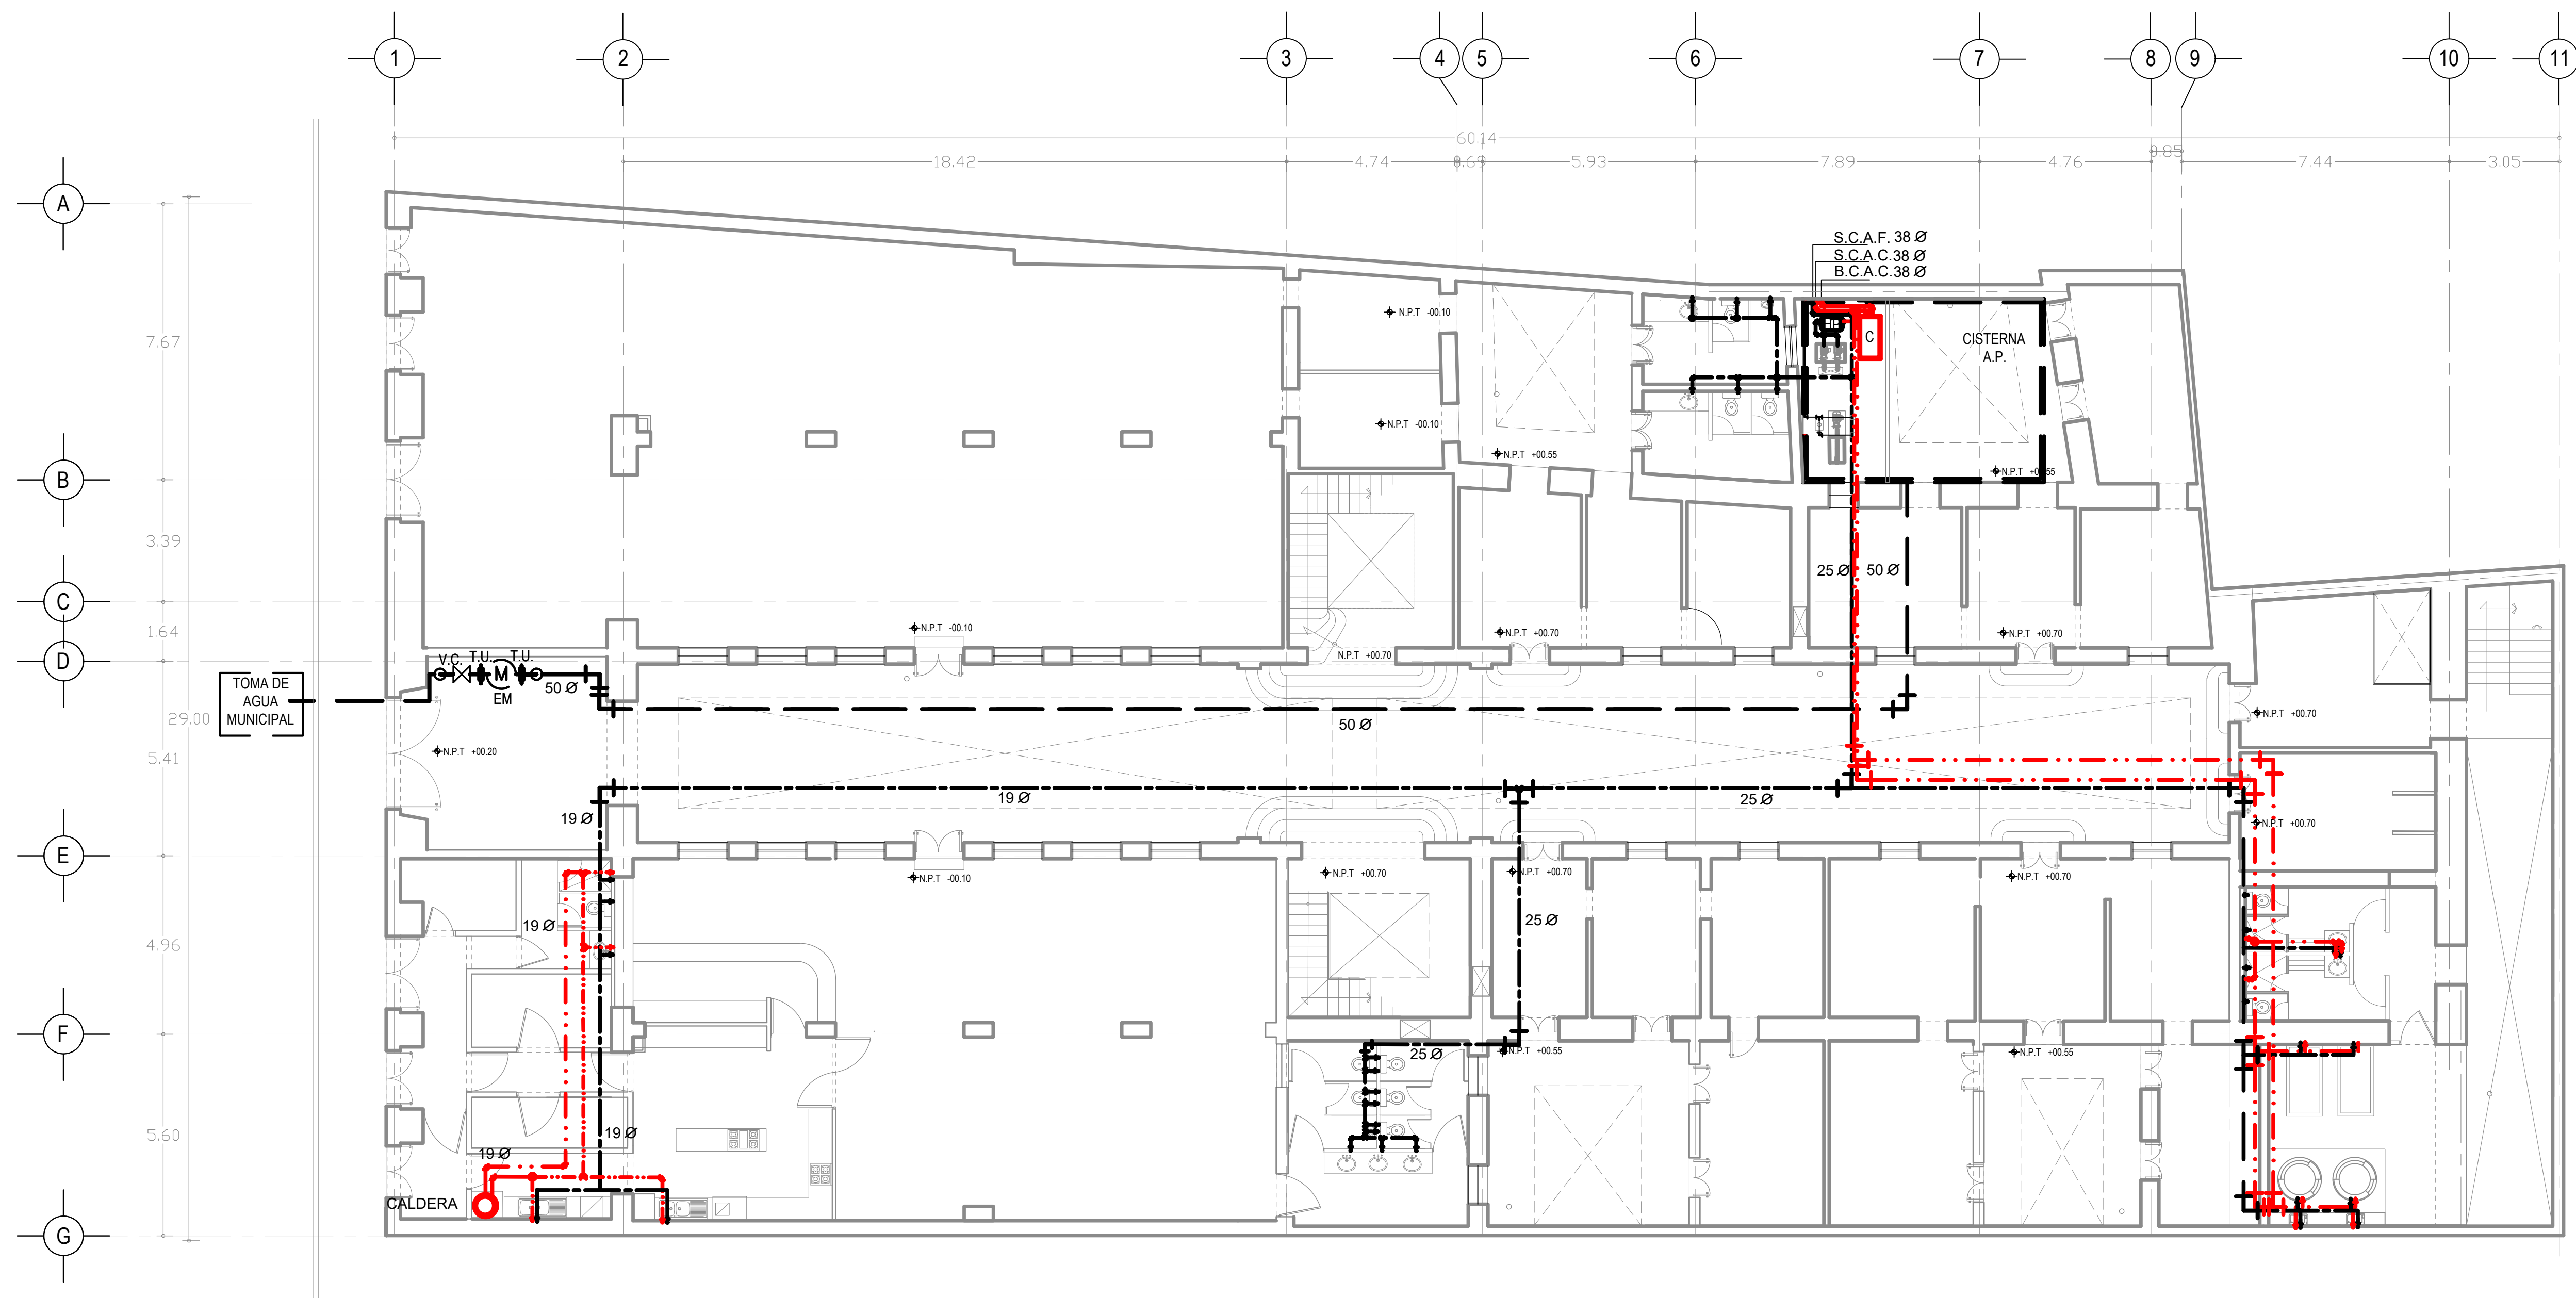 1
2
3
4
5
6
7
8
9
10
11
60.14
18.42
4.74
0.69
5.93
7.89
4.76
0.85
7.44
3.05
A
S.C.A.F. 38 Ø
S.C.A.C. 38 Ø
B.C.A.C. 38 Ø
N.P.T -00.10
7.67
C
CISTERNA
A.P.
N.P.T -00.10
N.P.T +00.55
N.P.T +00.55
B
3.39
25 Ø
50 Ø
C
1.64
N.P.T -00.10
N.P.T +00.70
N.P.T +00.70
N.P.T +00.70
D
V.C.
T.U.
T.U.
M
EM
50 Ø
TOMA DE
AGUA
MUNICIPAL
29.00
N.P.T +00.70
50 Ø
N.P.T +00.20
5.41
19 Ø
25 Ø
19 Ø
N.P.T +00.70
E
N.P.T -00.10
N.P.T +00.70
N.P.T +00.70
N.P.T +00.70
19 Ø
25 Ø
4.96
F
25 Ø
N.P.T +00.55
N.P.T +00.55
5.60
19 Ø
19 Ø
CALDERA
G